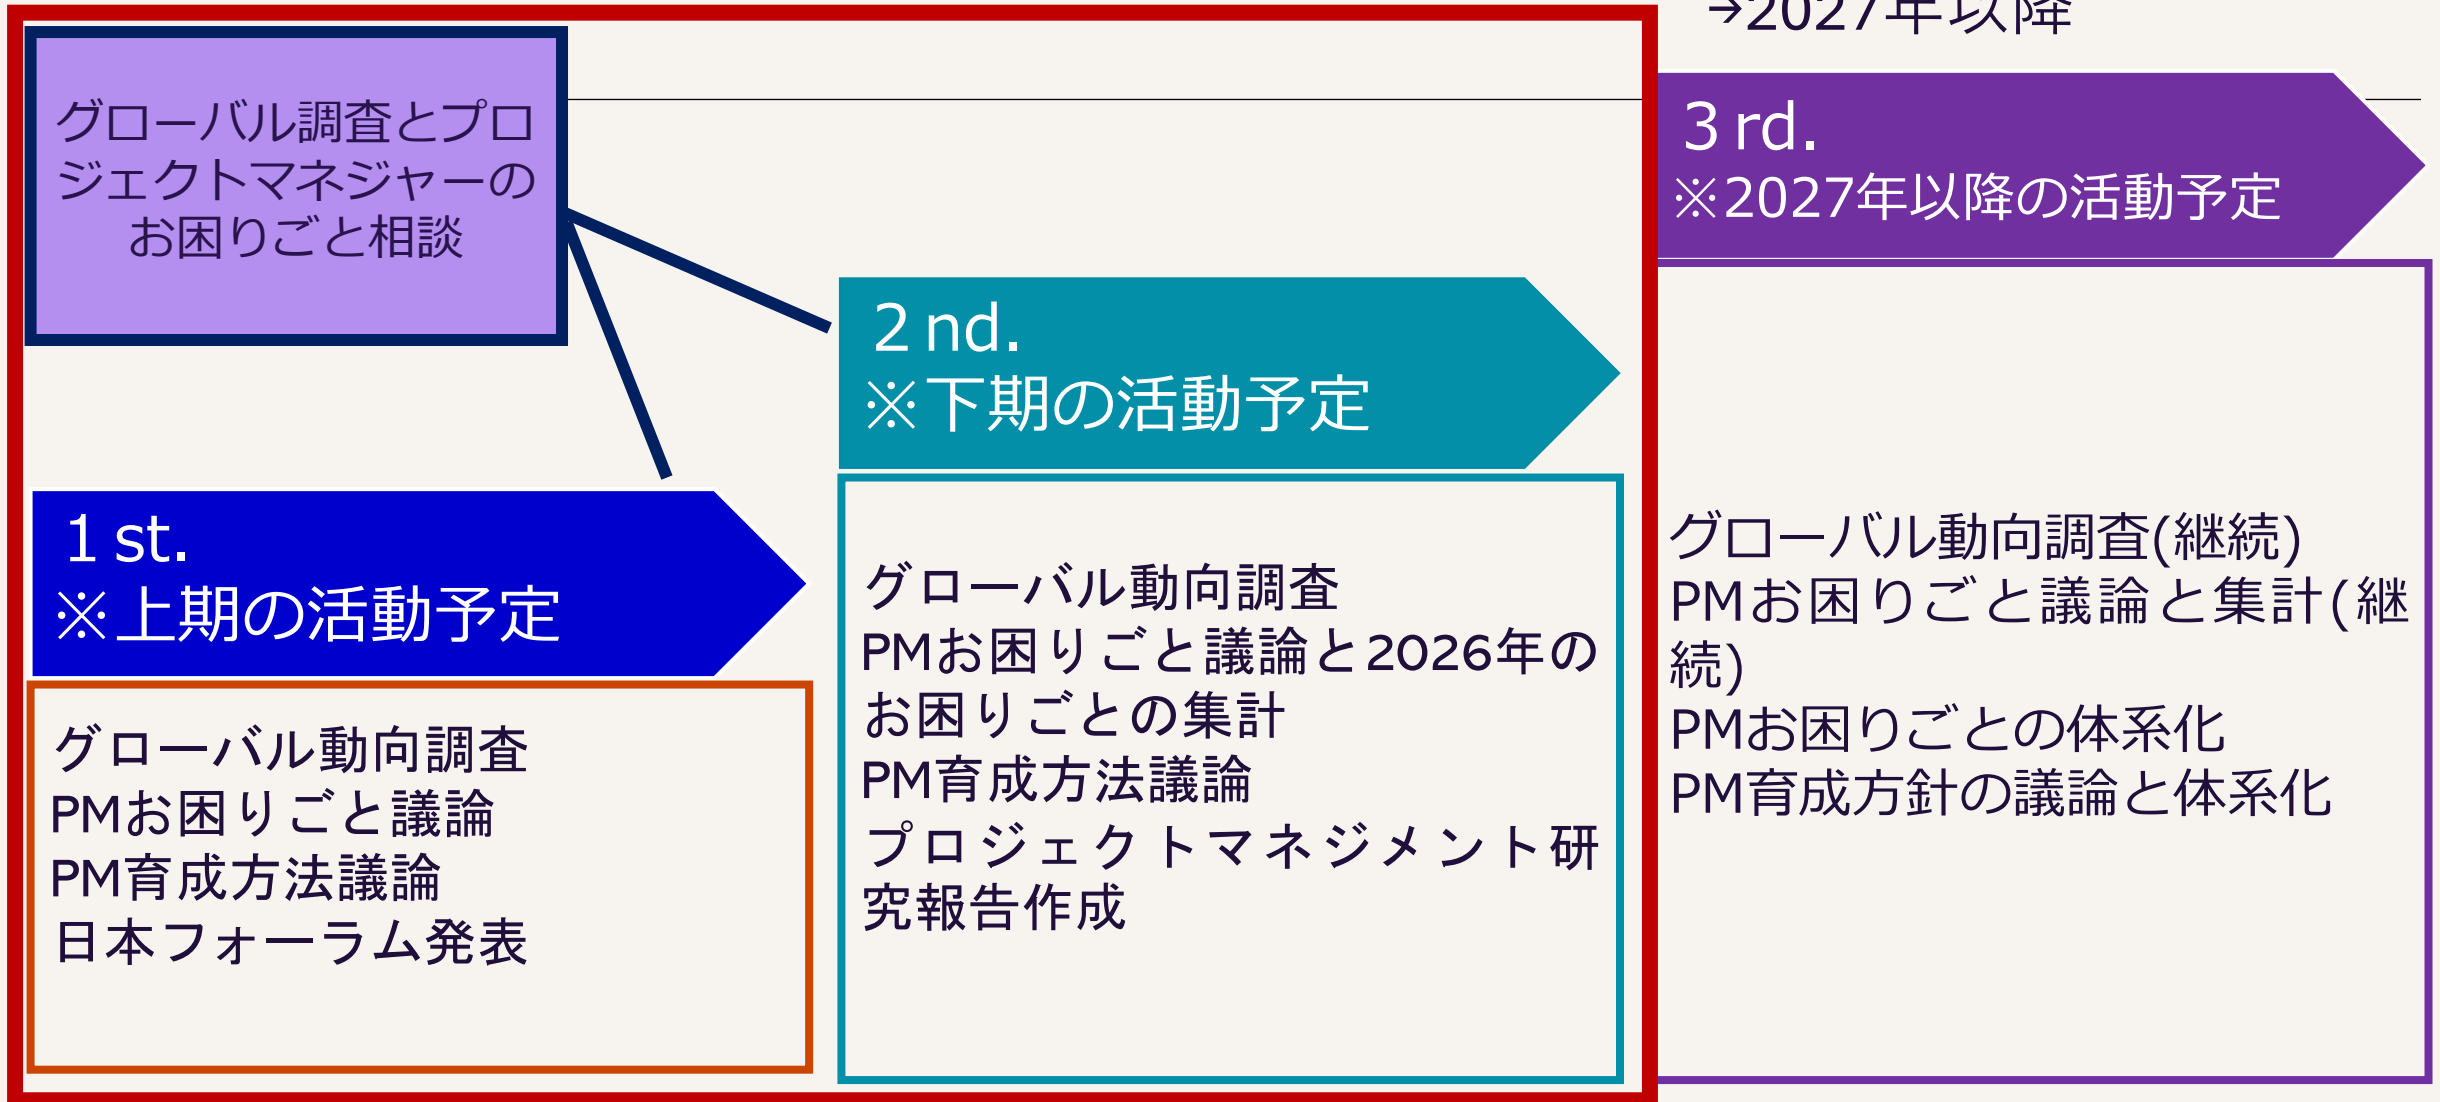 →2027年以降
グローバル調査とプロ
ジェクトマネジャーの
お困りごと相談
３rd.
※2027年以降の活動予定
２nd.
※下期の活動予定
１st.
※上期の活動予定
グローバル動向調査
PMお困りごと議論
PM育成方法議論
日本フォーラム発表
グローバル動向調査
PMお困りごと議論と2026年の
お困りごとの集計
PM育成方法議論
プロジェクトマネジメント研
究報告作成
グローバル動向調査(継続)
PMお困りごと議論と集計(継
続)
PMお困りごとの体系化
PM育成方針の議論と体系化